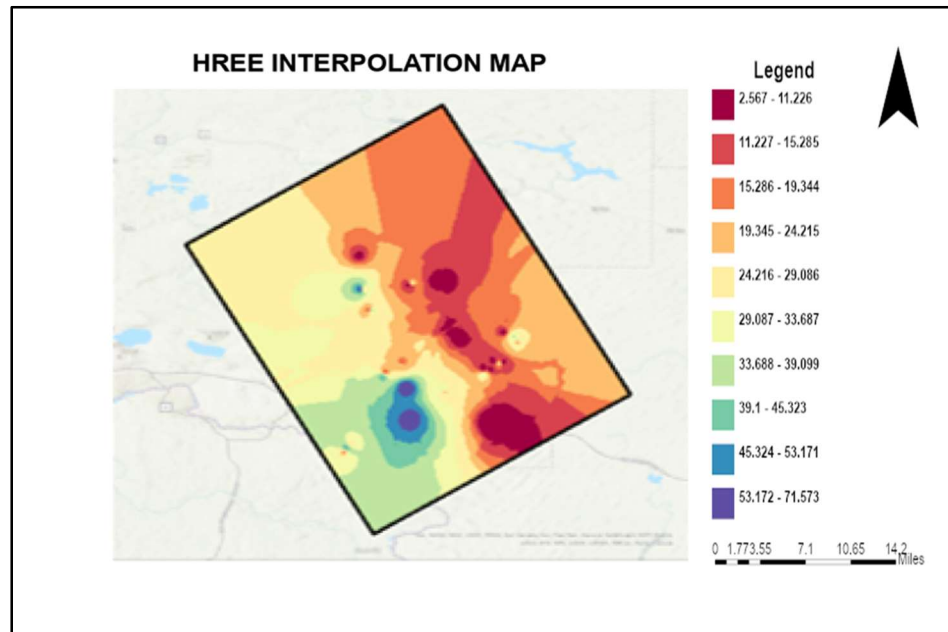 HREE INTERPOLATION MAP
Legend
2.567 - 11.226
11.227 - 15.285
15.286 - 19.344
19.345 - 24.215
24.216 - 29.086
29.087 - 33.687
33.688 - 39.099
39.1 - 45.323
45.324 - 53.171
53.172 - 71.573
0 1.773.55 7.1 10.65 14.2
Miles